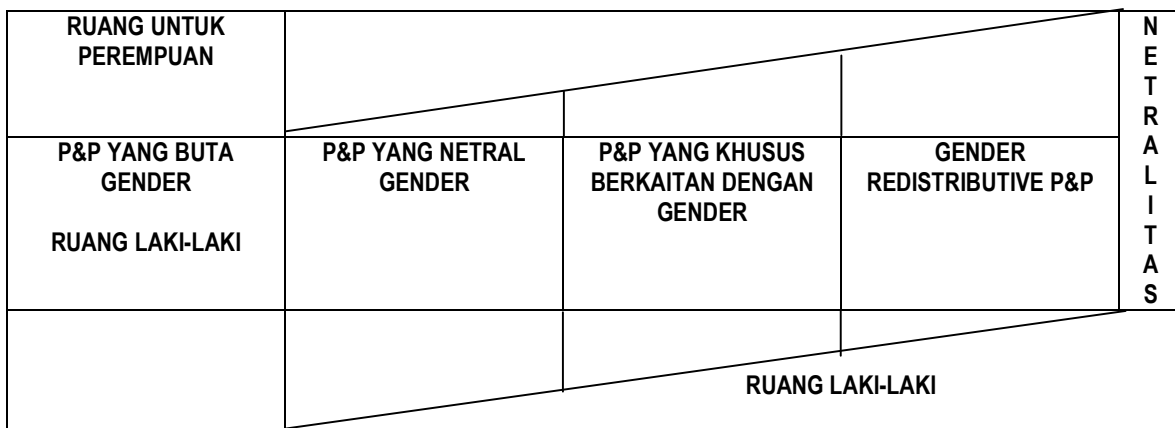 RUANG UNTUK
PEREMPUAN
P&P YANG BUTA
GENDER
RUANG LAKI-LAKI
P&P YANG NETRAL
GENDER
P&P YANG KHUSUS
BERKAITAN DENGAN
GENDER
GENDER
REDISTRIBUTIVE P&P
N
E
T
R
A
L
I
T
A
S
RUANG LAKI-LAKI